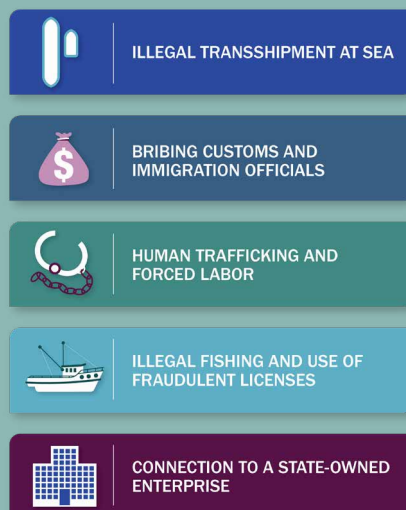 ILLEGAL TRANSSHIPMENT AT SEA
$
BRIBING CUSTOMS AND
IMMIGRATION OFFICIALS
HUMAN TRAFFICKING AND
FORCED LABOR
ILLEGAL FISHING AND USE OF
FRAUDULENT LICENSES
CONNECTION TO A STATE-OWNED
ENTERPRISE